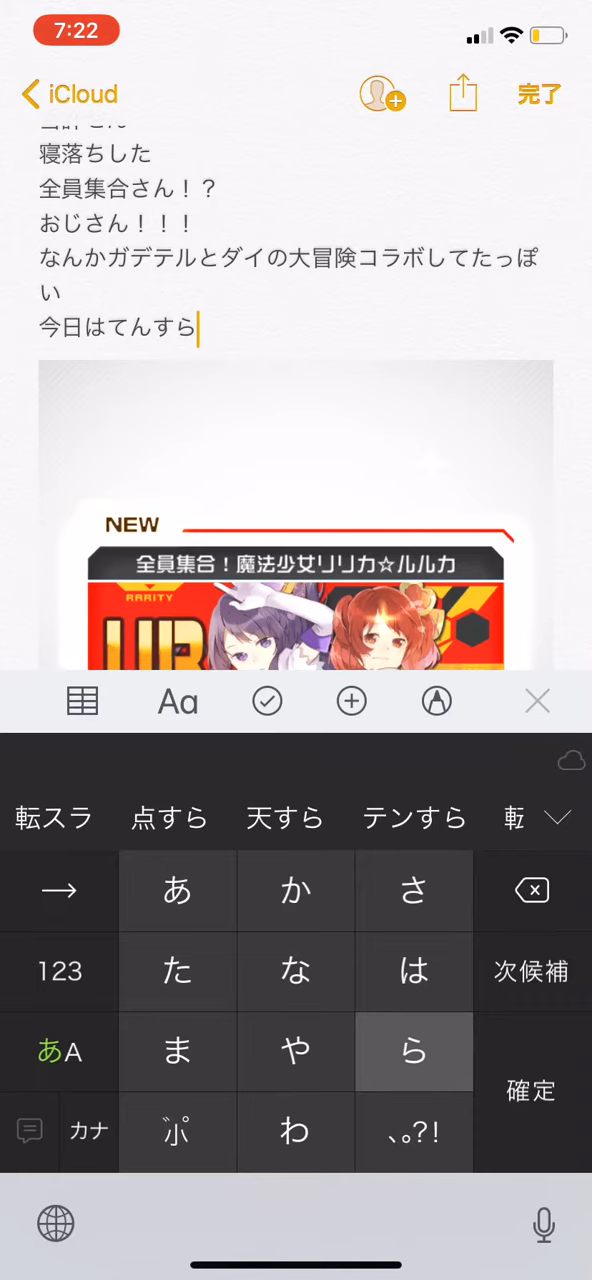 7:22
iCloud
完了
寝落ちした
全員集合さん！？
おじさん！！！
なんかガデテルとダイの大冒険コラボしてたっぽ
い
今日はてんすら
NEW
全員集合！魔法少女リリカ☆ルルカ
RARITY
UR
Aa
転スラ 点すら 天すら テンすら 転
→ あ か さ
123 た な は 次候補
あA ま や ら 確定
カナ ﾞ小ﾟ わ 、。?!